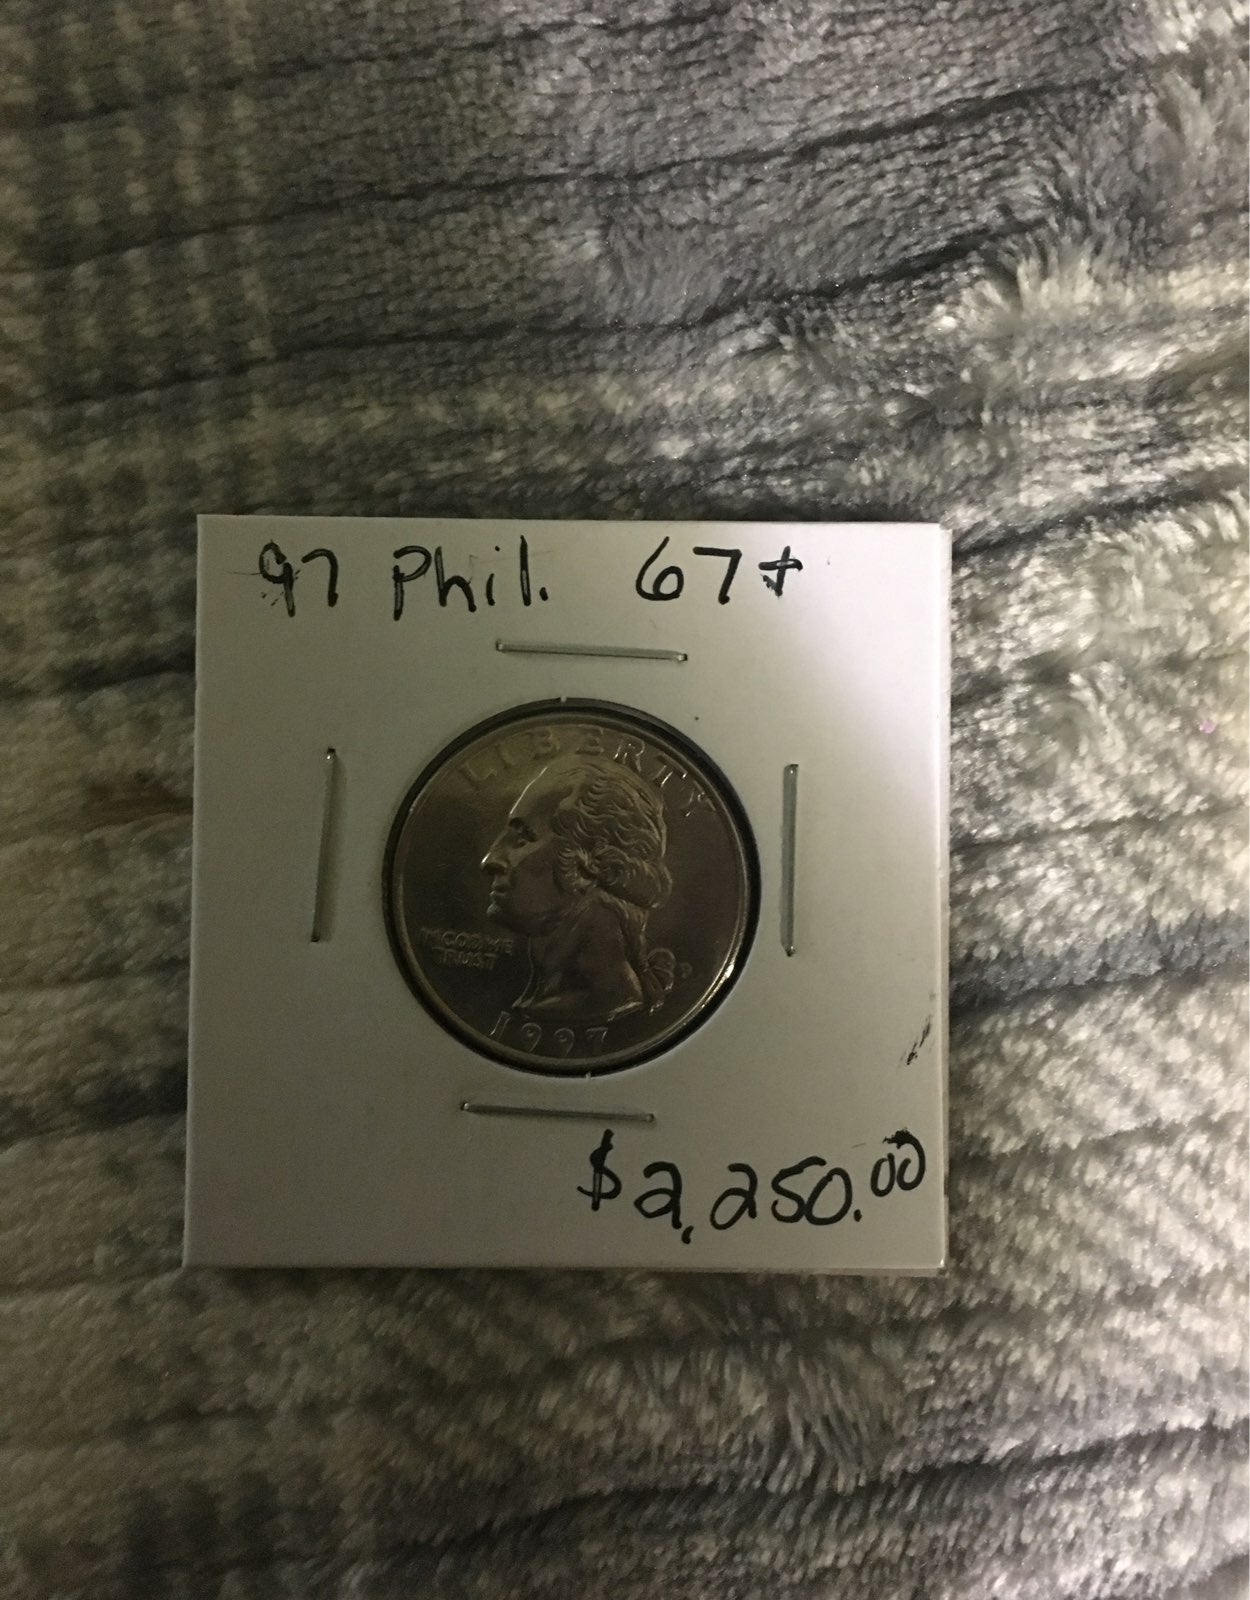 97 Phil. 67+
LIBERTY
IN GOD WE
TRUST
P
1997
$2,250.00